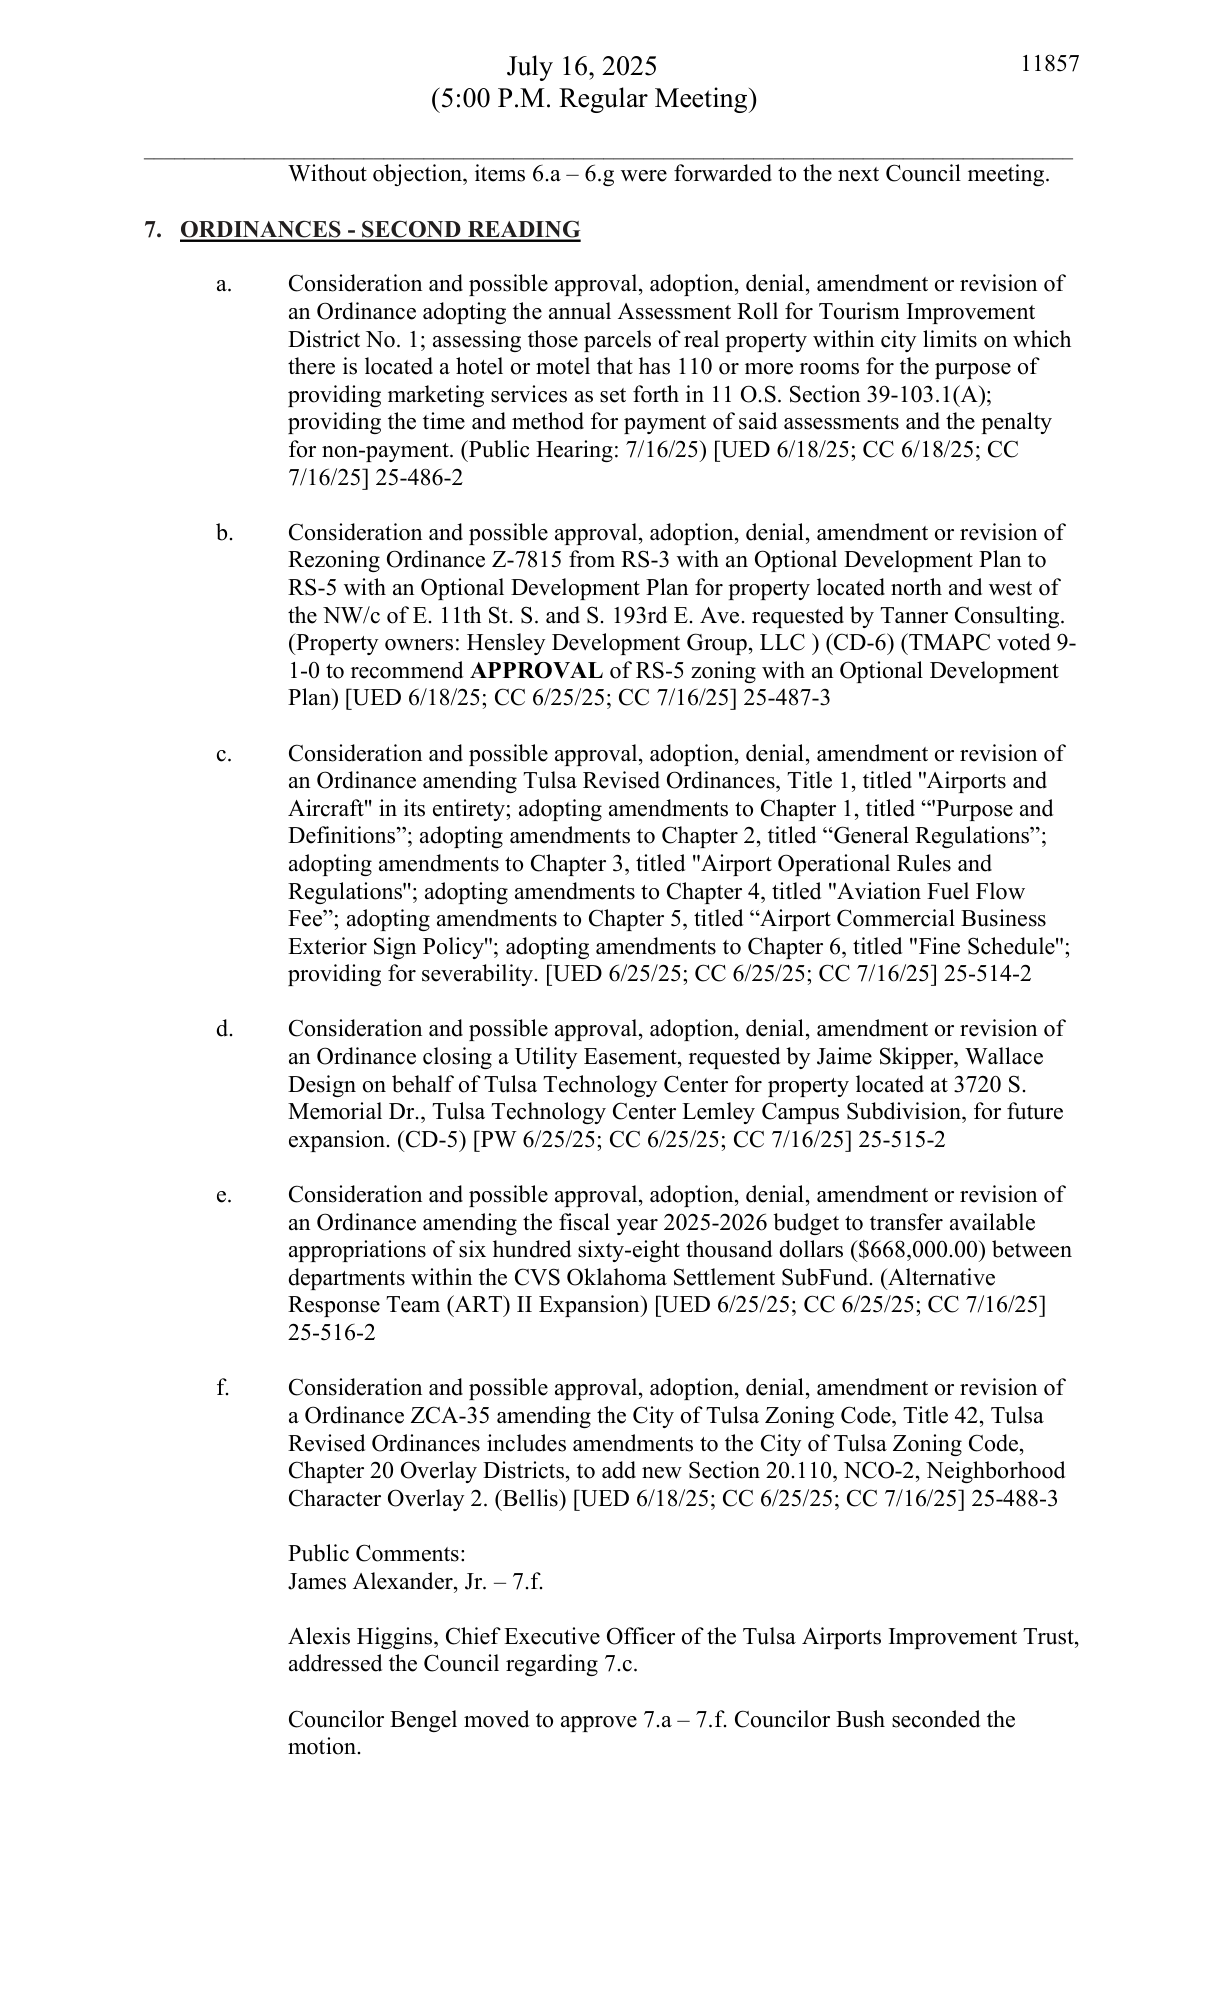 July 16, 2025
11857
(5:00 P.M. Regular Meeting)
Without objection, items 6.a – 6.g were forwarded to the next Council meeting.
7. ORDINANCES - SECOND READING
a. Consideration and possible approval, adoption, denial, amendment or revision of
an Ordinance adopting the annual Assessment Roll for Tourism Improvement
District No. 1; assessing those parcels of real property within city limits on which
there is located a hotel or motel that has 110 or more rooms for the purpose of
providing marketing services as set forth in 11 O.S. Section 39-103.1(A);
providing the time and method for payment of said assessments and the penalty
for non-payment. (Public Hearing: 7/16/25) [UED 6/18/25; CC 6/18/25; CC
7/16/25] 25-486-2
b. Consideration and possible approval, adoption, denial, amendment or revision of
Rezoning Ordinance Z-7815 from RS-3 with an Optional Development Plan to
RS-5 with an Optional Development Plan for property located north and west of
the NW/c of E. 11th St. S. and S. 193rd E. Ave. requested by Tanner Consulting.
(Property owners: Hensley Development Group, LLC ) (CD-6) (TMAPC voted 9-
1-0 to recommend APPROVAL of RS-5 zoning with an Optional Development
Plan) [UED 6/18/25; CC 6/25/25; CC 7/16/25] 25-487-3
c. Consideration and possible approval, adoption, denial, amendment or revision of
an Ordinance amending Tulsa Revised Ordinances, Title 1, titled "Airports and
Aircraft" in its entirety; adopting amendments to Chapter 1, titled “"Purpose and
Definitions”; adopting amendments to Chapter 2, titled “General Regulations”;
adopting amendments to Chapter 3, titled "Airport Operational Rules and
Regulations"; adopting amendments to Chapter 4, titled "Aviation Fuel Flow
Fee”; adopting amendments to Chapter 5, titled “Airport Commercial Business
Exterior Sign Policy"; adopting amendments to Chapter 6, titled "Fine Schedule";
providing for severability. [UED 6/25/25; CC 6/25/25; CC 7/16/25] 25-514-2
d. Consideration and possible approval, adoption, denial, amendment or revision of
an Ordinance closing a Utility Easement, requested by Jaime Skipper, Wallace
Design on behalf of Tulsa Technology Center for property located at 3720 S.
Memorial Dr., Tulsa Technology Center Lemley Campus Subdivision, for future
expansion. (CD-5) [PW 6/25/25; CC 6/25/25; CC 7/16/25] 25-515-2
e. Consideration and possible approval, adoption, denial, amendment or revision of
an Ordinance amending the fiscal year 2025-2026 budget to transfer available
appropriations of six hundred sixty-eight thousand dollars ($668,000.00) between
departments within the CVS Oklahoma Settlement SubFund. (Alternative
Response Team (ART) II Expansion) [UED 6/25/25; CC 6/25/25; CC 7/16/25]
25-516-2
f. Consideration and possible approval, adoption, denial, amendment or revision of
a Ordinance ZCA-35 amending the City of Tulsa Zoning Code, Title 42, Tulsa
Revised Ordinances includes amendments to the City of Tulsa Zoning Code,
Chapter 20 Overlay Districts, to add new Section 20.110, NCO-2, Neighborhood
Character Overlay 2. (Bellis) [UED 6/18/25; CC 6/25/25; CC 7/16/25] 25-488-3
Public Comments:
James Alexander, Jr. – 7.f.
Alexis Higgins, Chief Executive Officer of the Tulsa Airports Improvement Trust,
addressed the Council regarding 7.c.
Councilor Bengel moved to approve 7.a – 7.f. Councilor Bush seconded the
motion.